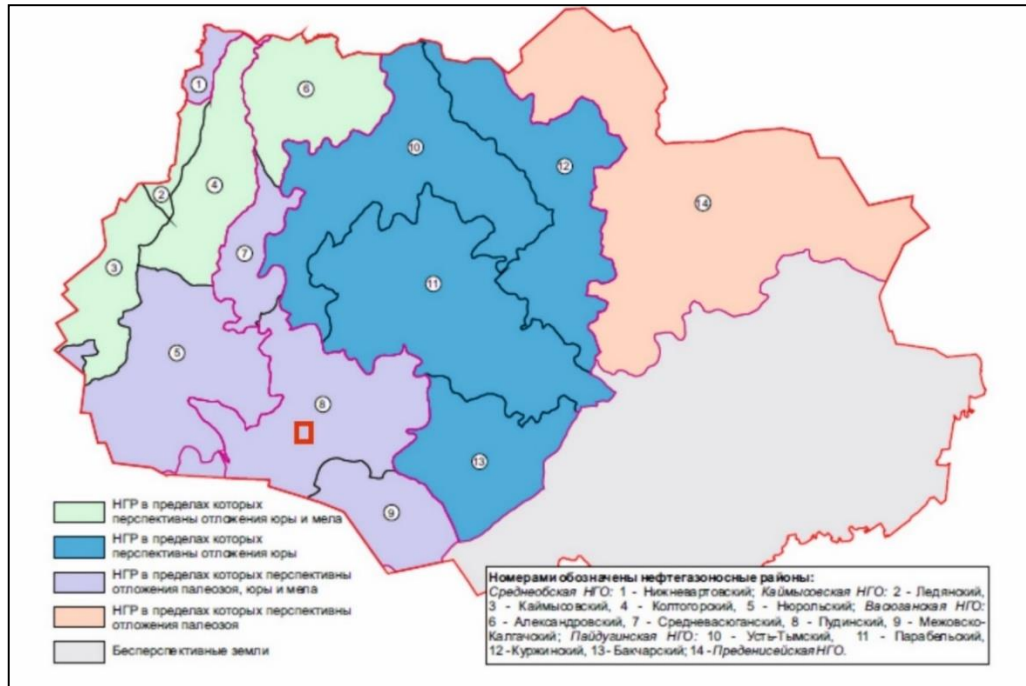 1
6
2
4
10
12
14
3
7
11
5
8
13
9
НГР в пределах которых
перспективны отложения юры и мела
НГР в пределах которых
перспективны отложения юры
НГР в пределах которых перспективны
отложения палеозоя, юры и мела
НГР в пределах которых перспективны
отложения палеозоя
Бесперспективные земли
Номерами обозначены нефтегазоносные районы:
Среднеобская НГО: 1 - Нижневартовский; Каймысовская НГО: 2 - Ледянский,
3 - Каймысовский, 4 - Колтогорский, 5 - Нюрольский; Васюганская НГО:
6 - Александровский, 7 - Средневасюганский, 8 - Пудинский, 9 - Межовско-
Калгачский; Пайдугинская НГО: 10 - Усть-Тымский, 11 - Парабельский,
12 - Куржинский, 13- Бакчарский; 14 - Преденисейская НГО.